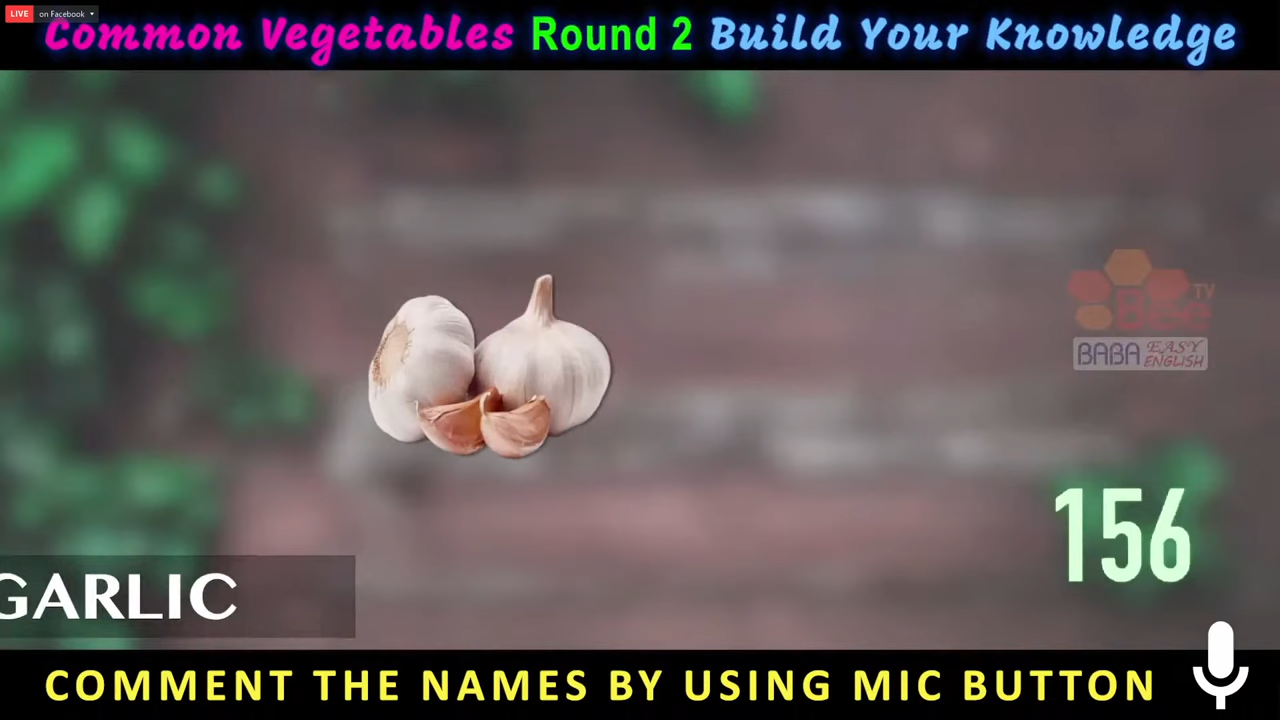 LIVE on Facebook
Common Vegetables Round 2 Build Your Knowledge
Bee TV
BABA EASY ENGLISH
156
GARLIC
COMMENT THE NAMES BY USING MIC BUTTON